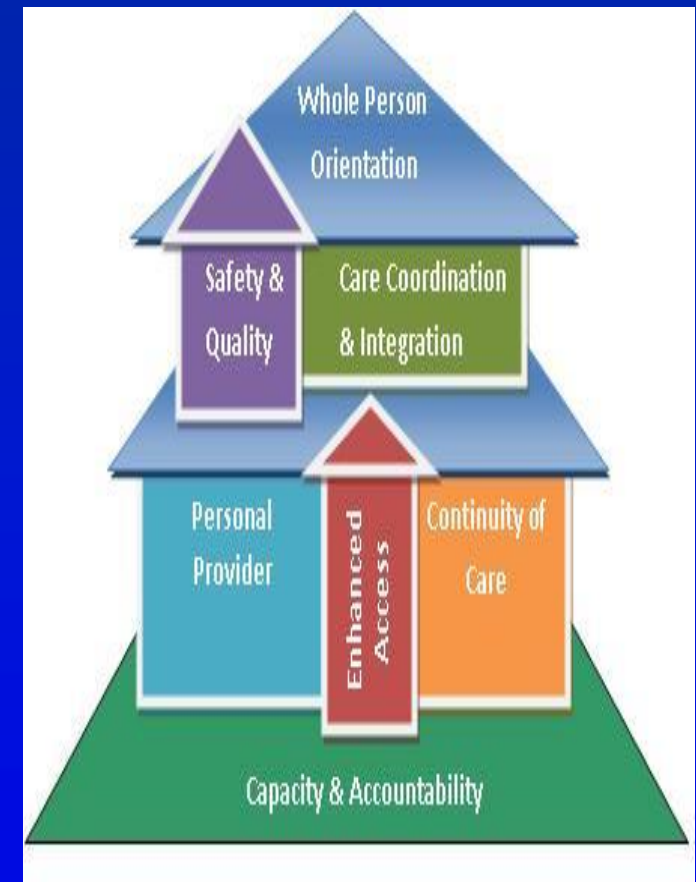 Whole Person
Orientation
Safety &
Quality
Care Coordination
& Integration
Personal
Provider
Enhanced
Access
Continuity of
Care
Capacity & Accountability